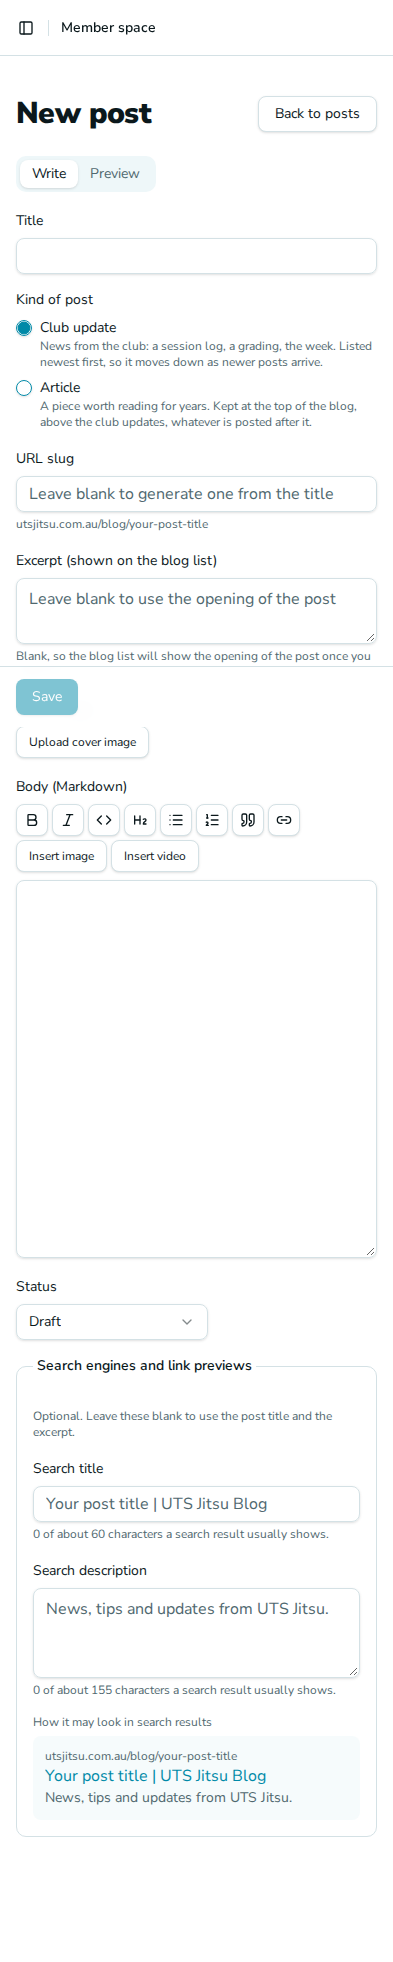 Member space
New post
Back to posts
Write
Preview
Title
Kind of post
Club update
News from the club: a session log, a grading, the week. Listed
newest first, so it moves down as newer posts arrive.
Article
A piece worth reading for years. Kept at the top of the blog,
above the club updates, whatever is posted after it.
URL slug
Leave blank to generate one from the title
utsjitsu.com.au/blog/your-post-title
Excerpt (shown on the blog list)
Leave blank to use the opening of the post
Blank, so the blog list will show the opening of the post once you
Save
Upload cover image
Body (Markdown)
H2
Insert image
Insert video
Status
Draft
Search engines and link previews
Optional. Leave these blank to use the post title and the
excerpt.
Search title
Your post title | UTS Jitsu Blog
0 of about 60 characters a search result usually shows.
Search description
News, tips and updates from UTS Jitsu.
0 of about 155 characters a search result usually shows.
How it may look in search results
utsjitsu.com.au/blog/your-post-title
Your post title | UTS Jitsu Blog
News, tips and updates from UTS Jitsu.